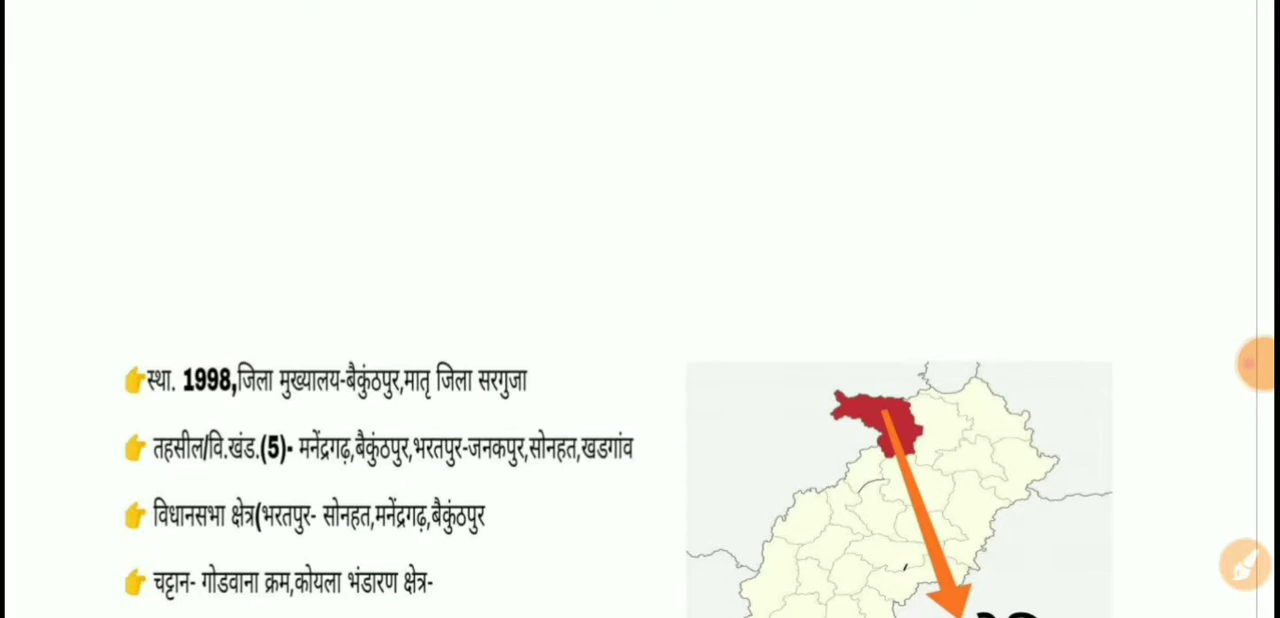 👉स्था. 1998,जिला मुख्यालय-बैकुंठपुर,मातृ जिला सरगुजा
👉 तहसील/वि.खंड.(5)- मनेंद्रगढ़,बैकुंठपुर,भरतपुर-जनकपुर,सोनहत,खडगांव
👉 विधानसभा क्षेत्र(भरतपुर- सोनहत,मनेंद्रगढ़,बैकुंठपुर
👉 चट्टान- गोडवाना क्रम,कोयला भंडारण क्षेत्र-